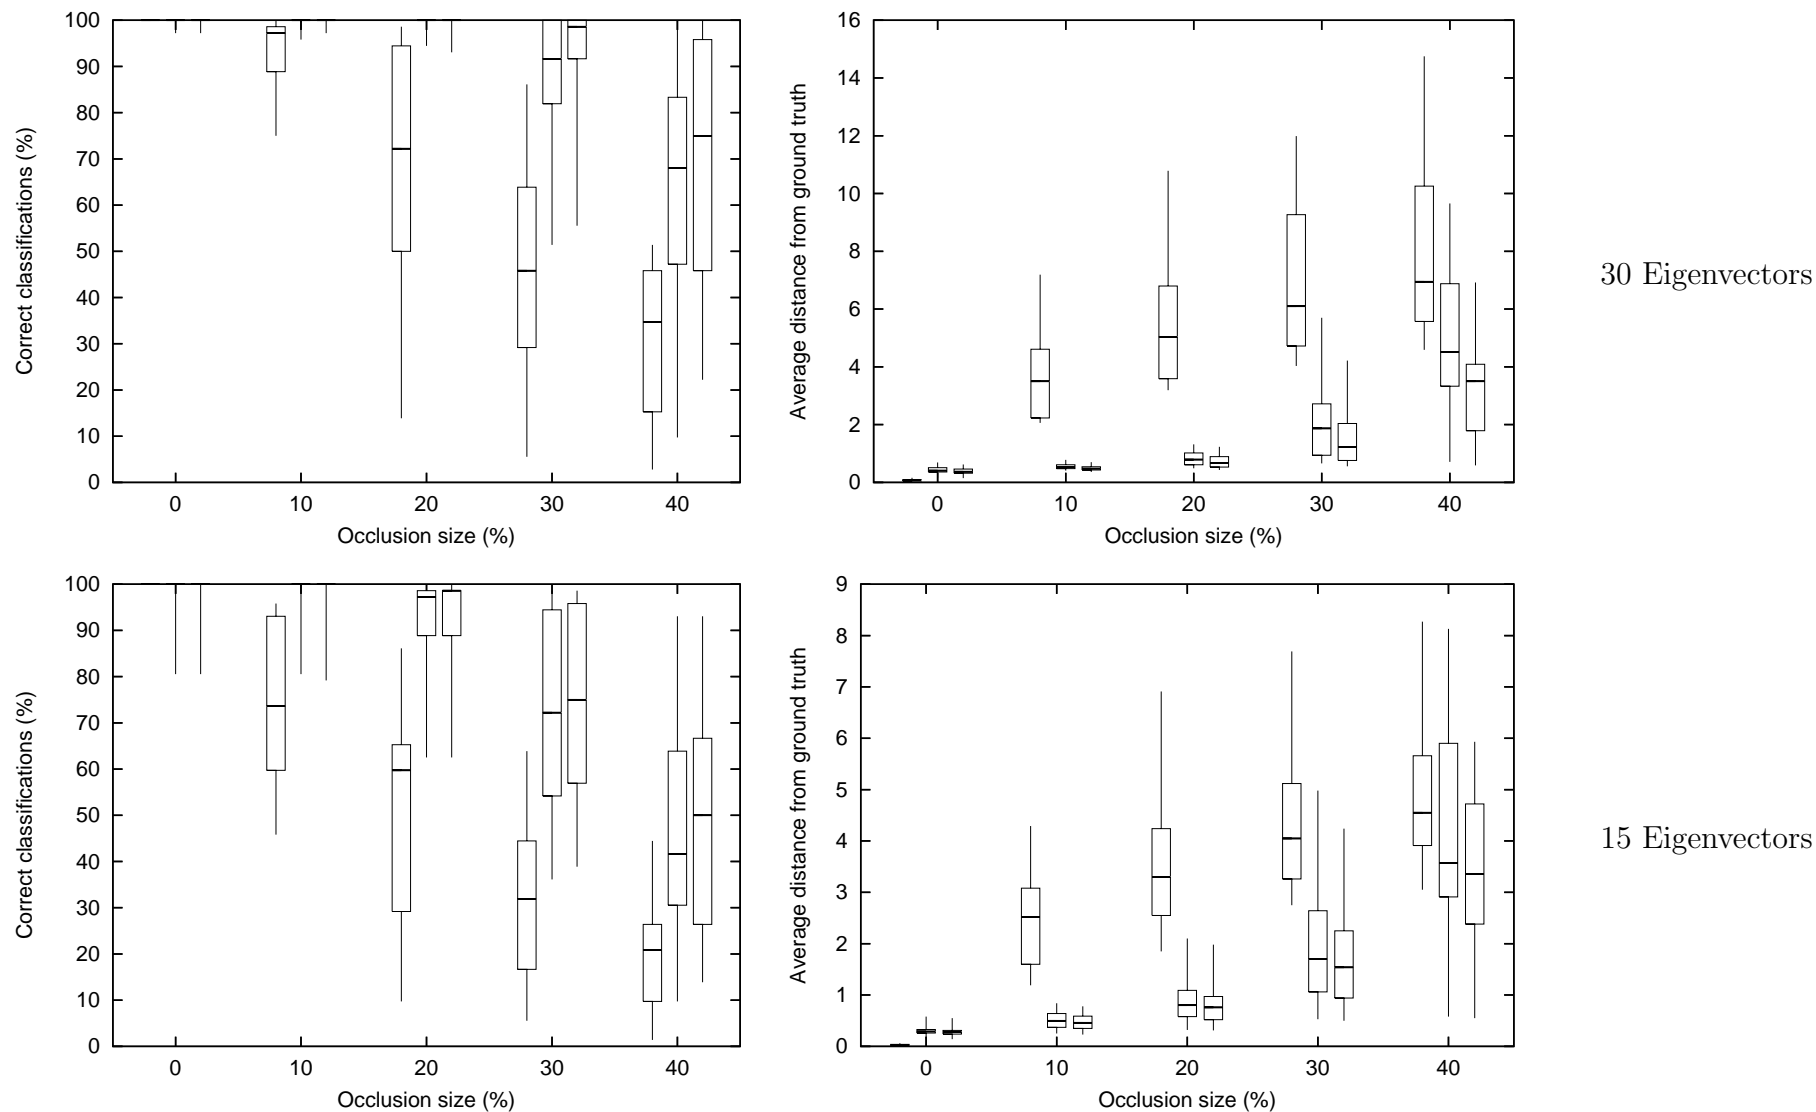 Correct classifications (%)
100
90
80
70
60
50
40
30
20
10
0
0 10 20 30 40
Occlusion size (%)
Average distance from ground truth
16
14
12
10
8
6
4
2
0
0 10 20 30 40
Occlusion size (%)
30 Eigenvectors
Correct classifications (%)
100
90
80
70
60
50
40
30
20
10
0
0 10 20 30 40
Occlusion size (%)
Average distance from ground truth
9
8
7
6
5
4
3
2
1
0
0 10 20 30 40
Occlusion size (%)
15 Eigenvectors